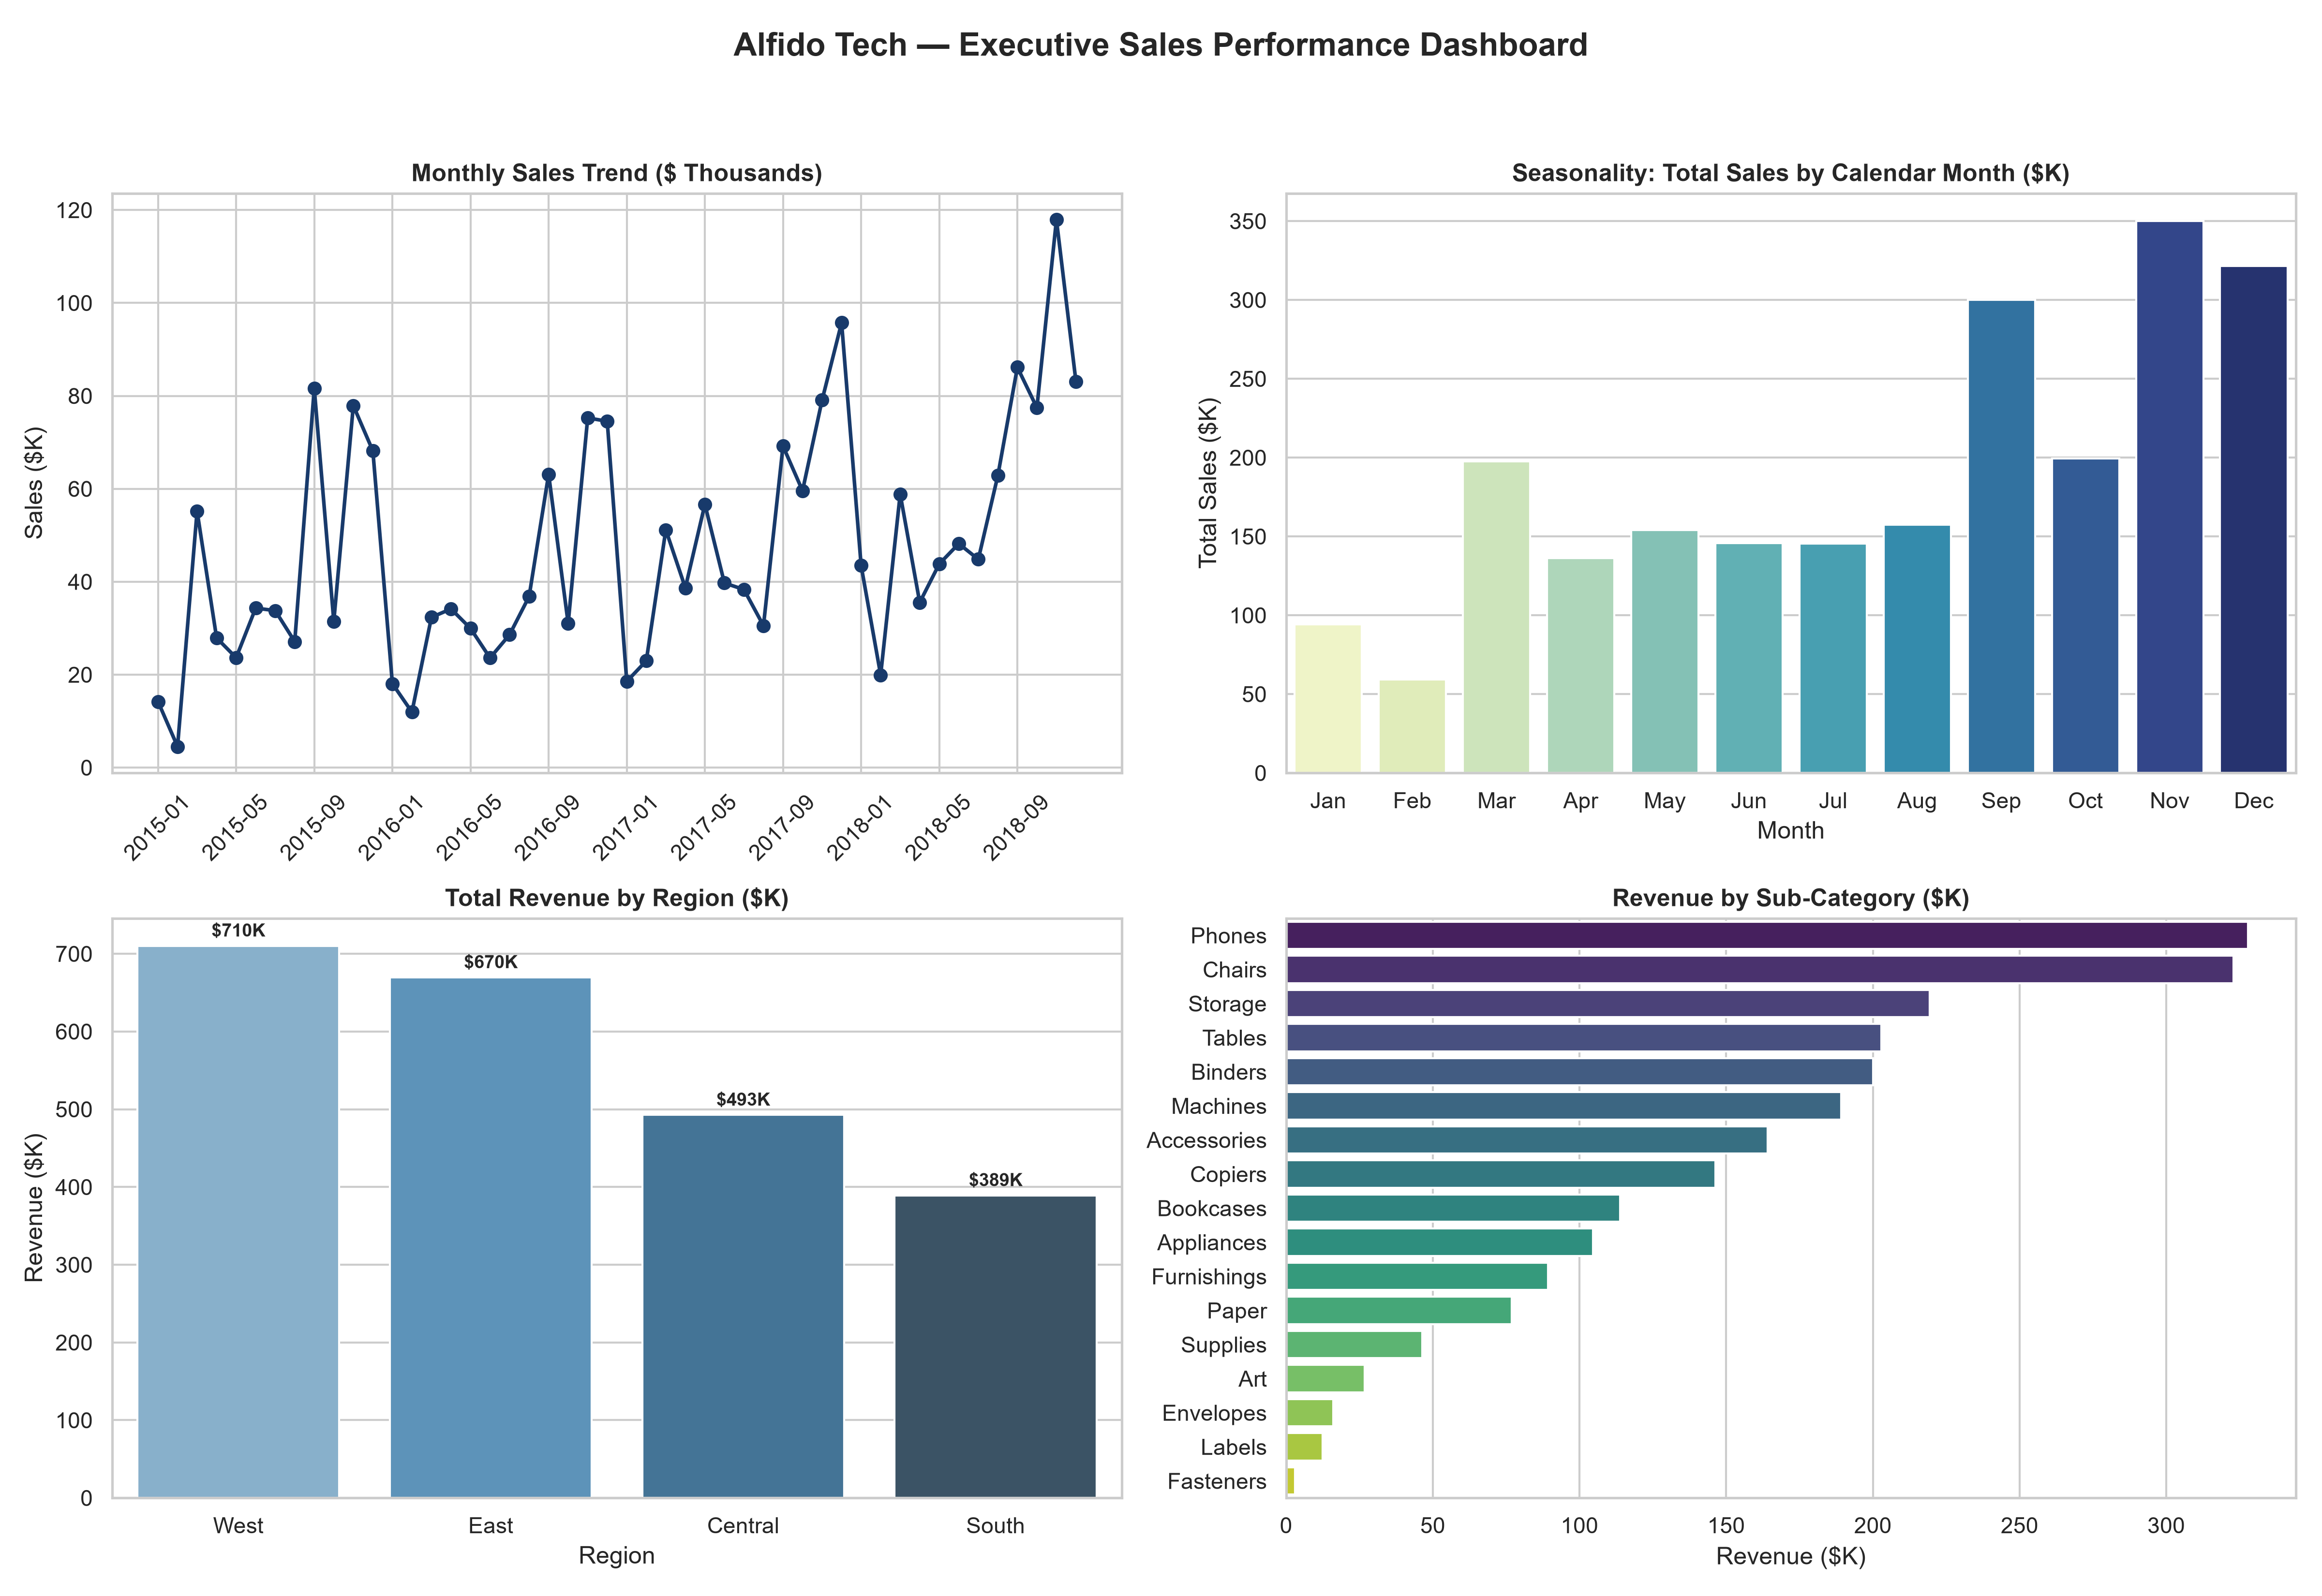 Alfido Tech — Executive Sales Performance Dashboard
Monthly Sales Trend ($ Thousands)
Sales ($K)
120
100
80
60
40
20
0
2015-01
2015-05
2015-09
2016-01
2016-05
2016-09
2017-01
2017-05
2017-09
2018-01
2018-05
2018-09
Seasonality: Total Sales by Calendar Month ($K)
Total Sales ($K)
350
300
250
200
150
100
50
0
Jan Feb Mar Apr May Jun Jul Aug Sep Oct Nov Dec
Month
Total Revenue by Region ($K)
Revenue ($K)
700
600
500
400
300
200
100
0
$710K
$670K
$493K
$389K
West East Central South
Region
Revenue by Sub-Category ($K)
Phones
Chairs
Storage
Tables
Binders
Machines
Accessories
Copiers
Bookcases
Appliances
Furnishings
Paper
Supplies
Art
Envelopes
Labels
Fasteners
0 50 100 150 200 250 300
Revenue ($K)